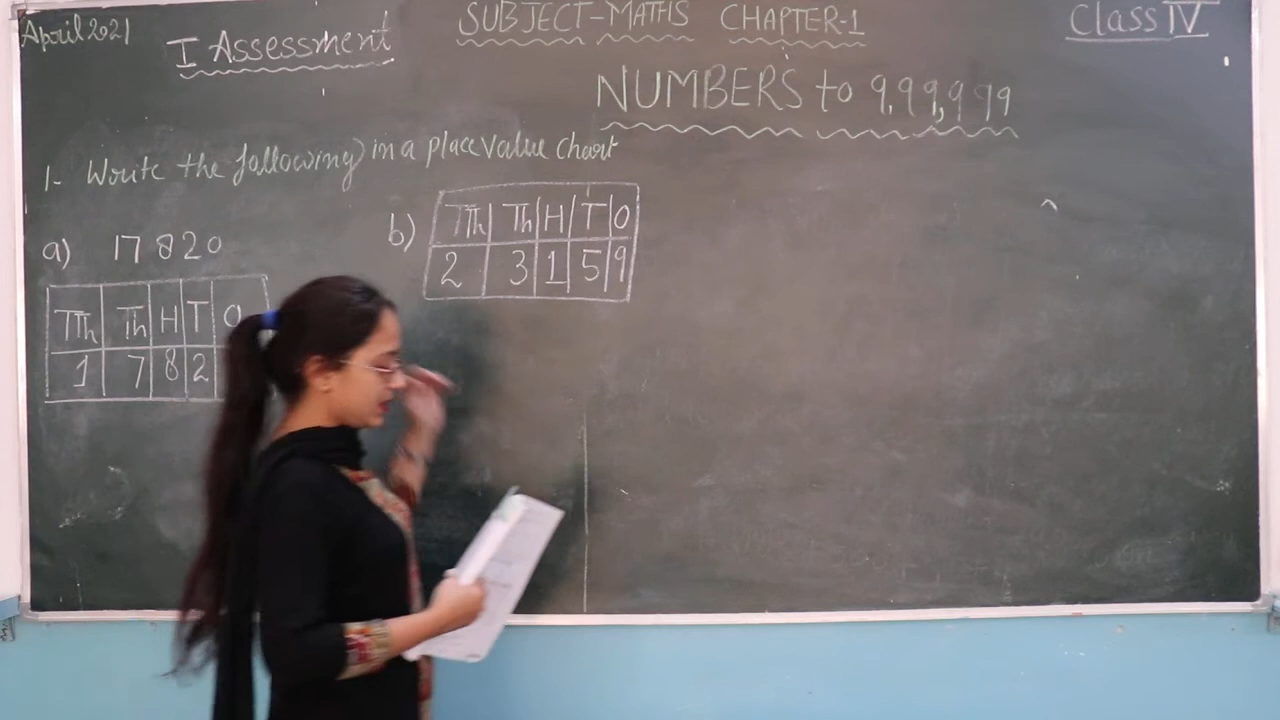 April 2021
I Assessment
SUBJECT-MATHS CHAPTER-1
Class IV
NUMBERS to 9,99,999
1- Write the following in a place value chart
a) 17820
TTh Th H T O
1 7 8 2
b)
TTh Th H T O
2 3 1 5 9